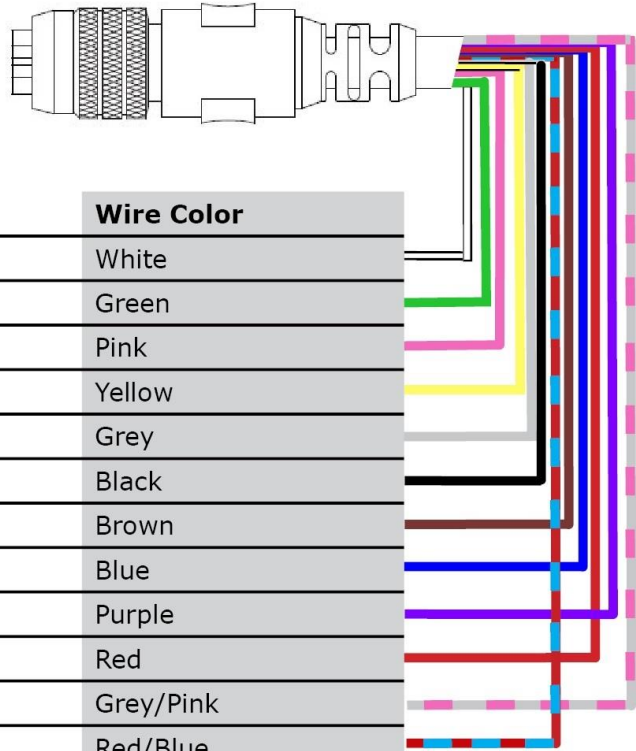 Wire Color
White
Green
Pink
Yellow
Grey
Black
Brown
Blue
Purple
Red
Grey/Pink
Red/Blue